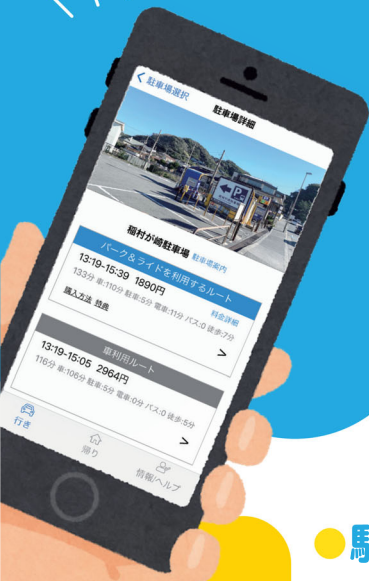 駐車場選択
駐車場詳細
P
稲村が崎駐車場 駐車場案内
パーク&ライドを利用するルート
13:19-15:39 1890円 料金詳細
133分 車:110分 駐車:5分 電車:11分 バス:0 徒歩:7分
購入方法 特典
車利用ルート
13:19-15:05 2964円
116分 車:106分 駐車:5分 電車:0分 バス:0 徒歩:5分
行き
帰り
情報/ヘルプ